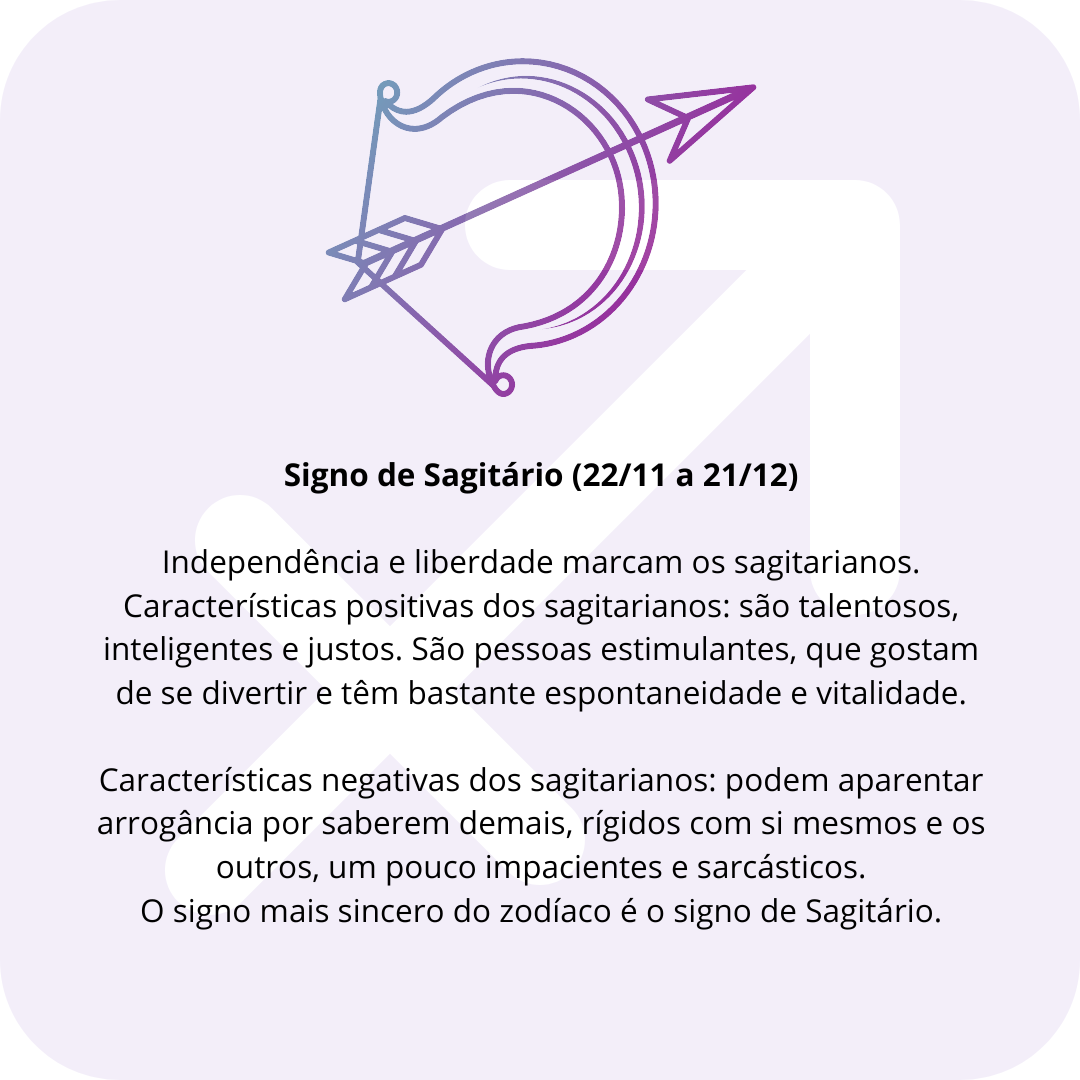 Signo de Sagitário (22/11 a 21/12)
Independência e liberdade marcam os sagitarianos.
Características positivas dos sagitarianos: são talentosos,
inteligentes e justos. São pessoas estimulantes, que gostam
de se divertir e têm bastante espontaneidade e vitalidade.
Características negativas dos sagitarianos: podem aparentar
arrogância por saberem demais, rígidos com si mesmos e os
outros, um pouco impacientes e sarcásticos.
O signo mais sincero do zodíaco é o signo de Sagitário.